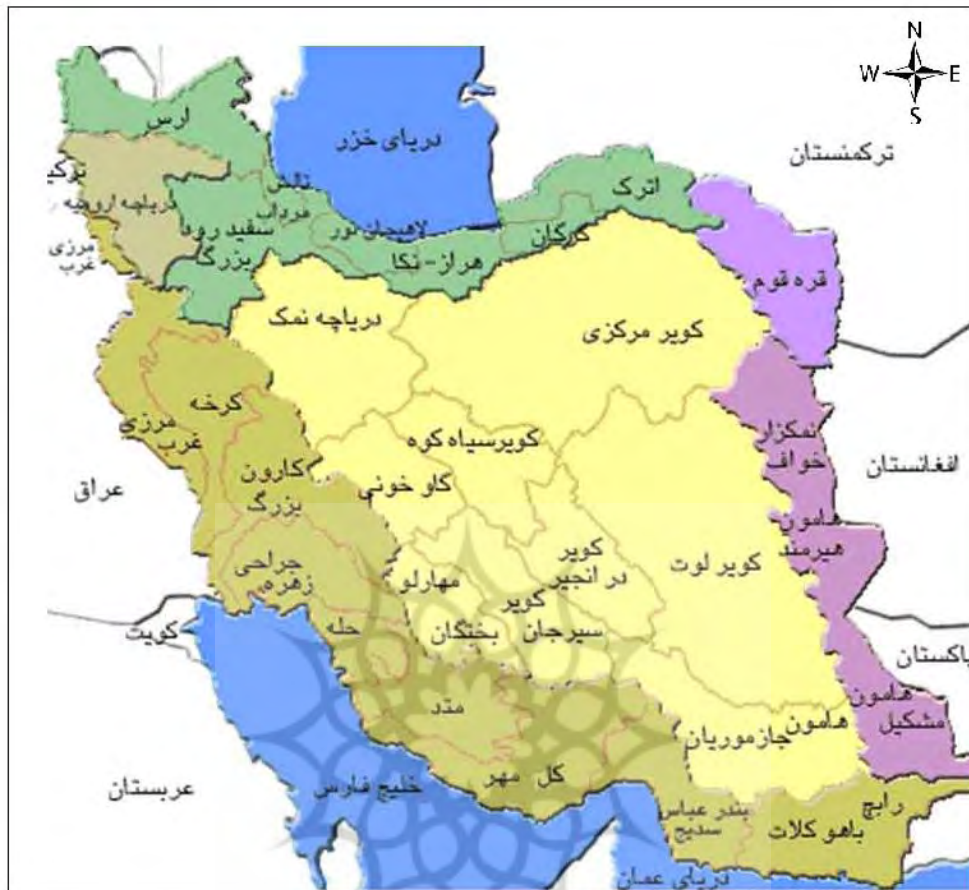 N
W E
S
دریای خزر
ترکمنستان
ارس
دریاچه ارومیه
مرزی
غرب
تالش
مرداب
سفید رود
بزرگ
لاهیجان نور
هراز-نکا
گرگان
اترک
قره قوم
دریاچه نمک
کویر مرکزی
کرخه
مرزی
غرب
کویرسیاه کوه
نمکزار
خواف
افغانستان
عراق
کارون
بزرگ
گاو خونی
هامون
هیرمند
کویر لوت
کویر
در انجیر
جراحی
زهره
مهارلو
بختگان
کویر
سیرجان
کویت
حله
پاکستان
هامون
مشکیل
مند
هامون
جازموریان
کل مهر
خلیج فارس
عربستان
بندر عباس
سدیج
رابچ
باهو کلات
دریای عمان